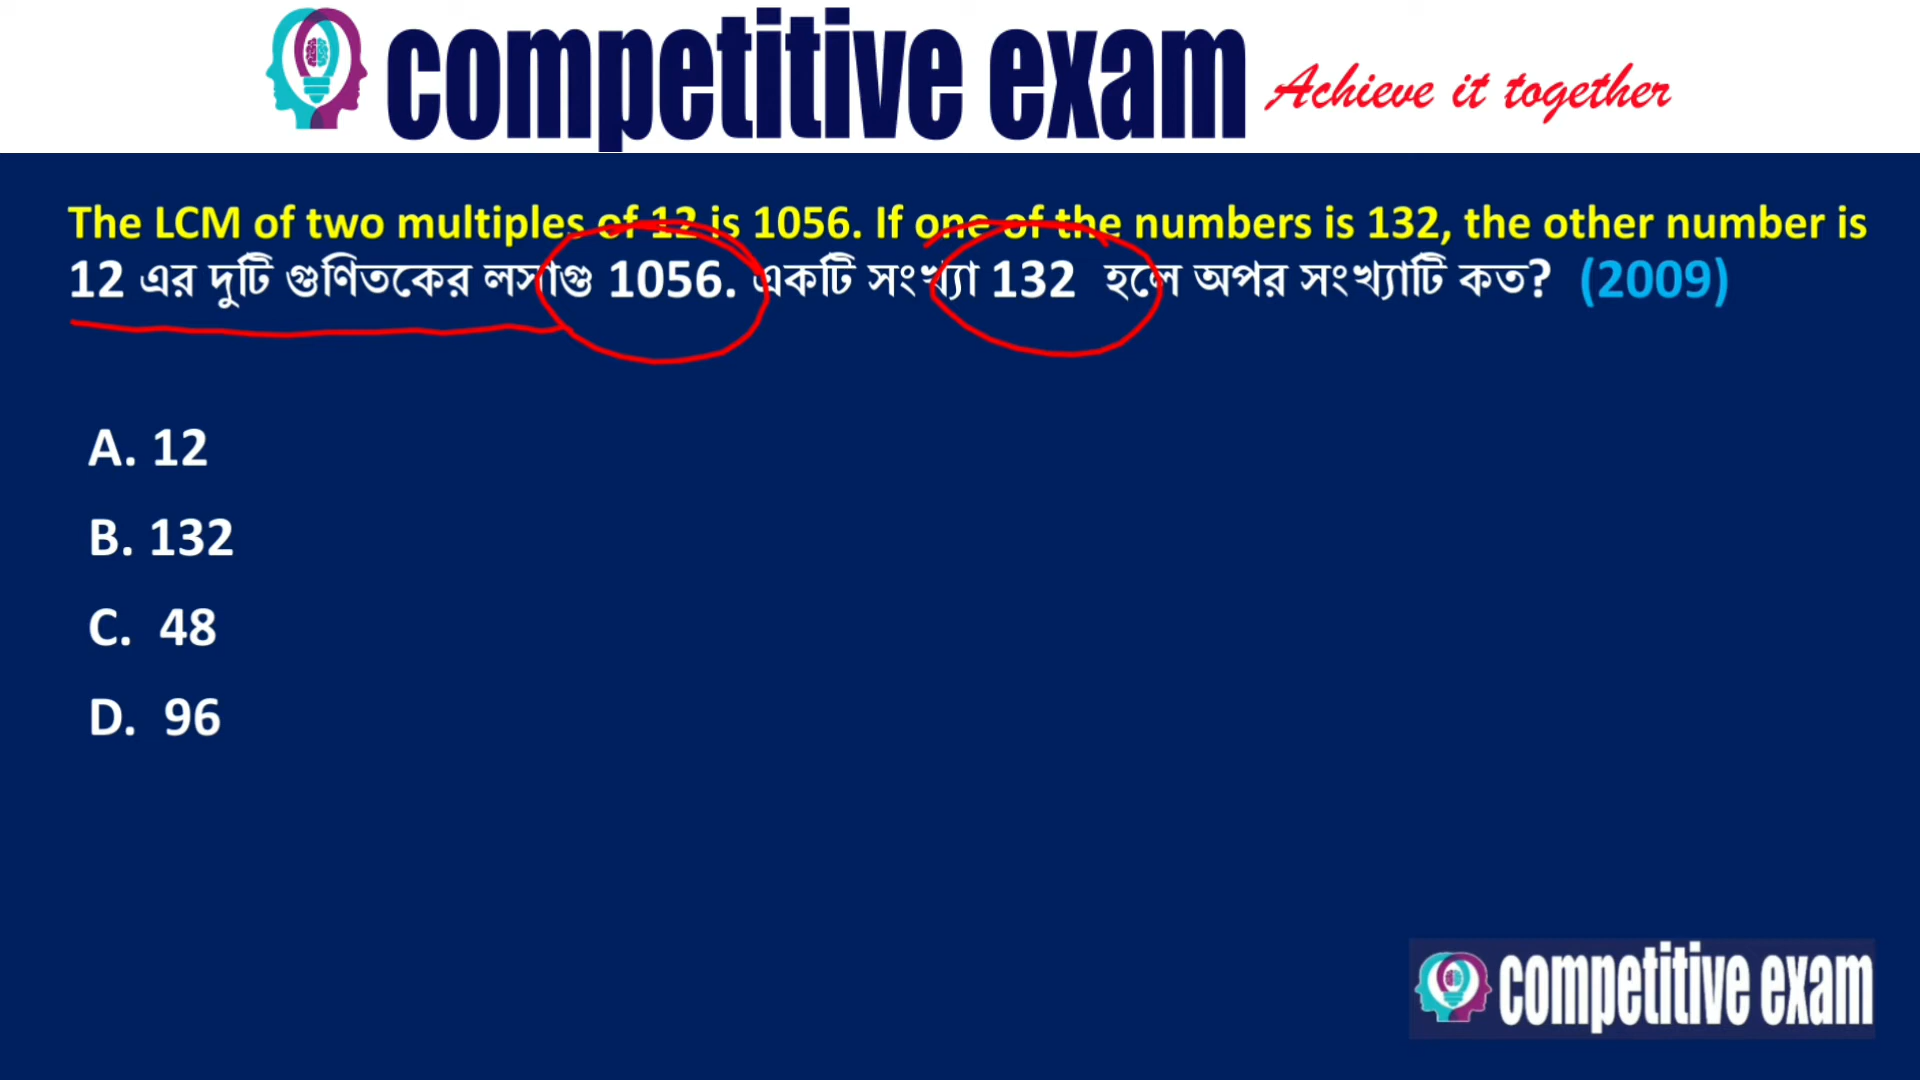 competitive exam Achieve it together
The LCM of two multiples of 12 is 1056. If one of the numbers is 132, the other number is
12 এর দুটি গুণিতকের লসাগু 1056. একটি সংখ্যা 132 হলে অপর সংখ্যাটি কত? (2009)
A. 12
B. 132
C. 48
D. 96
competitive exam